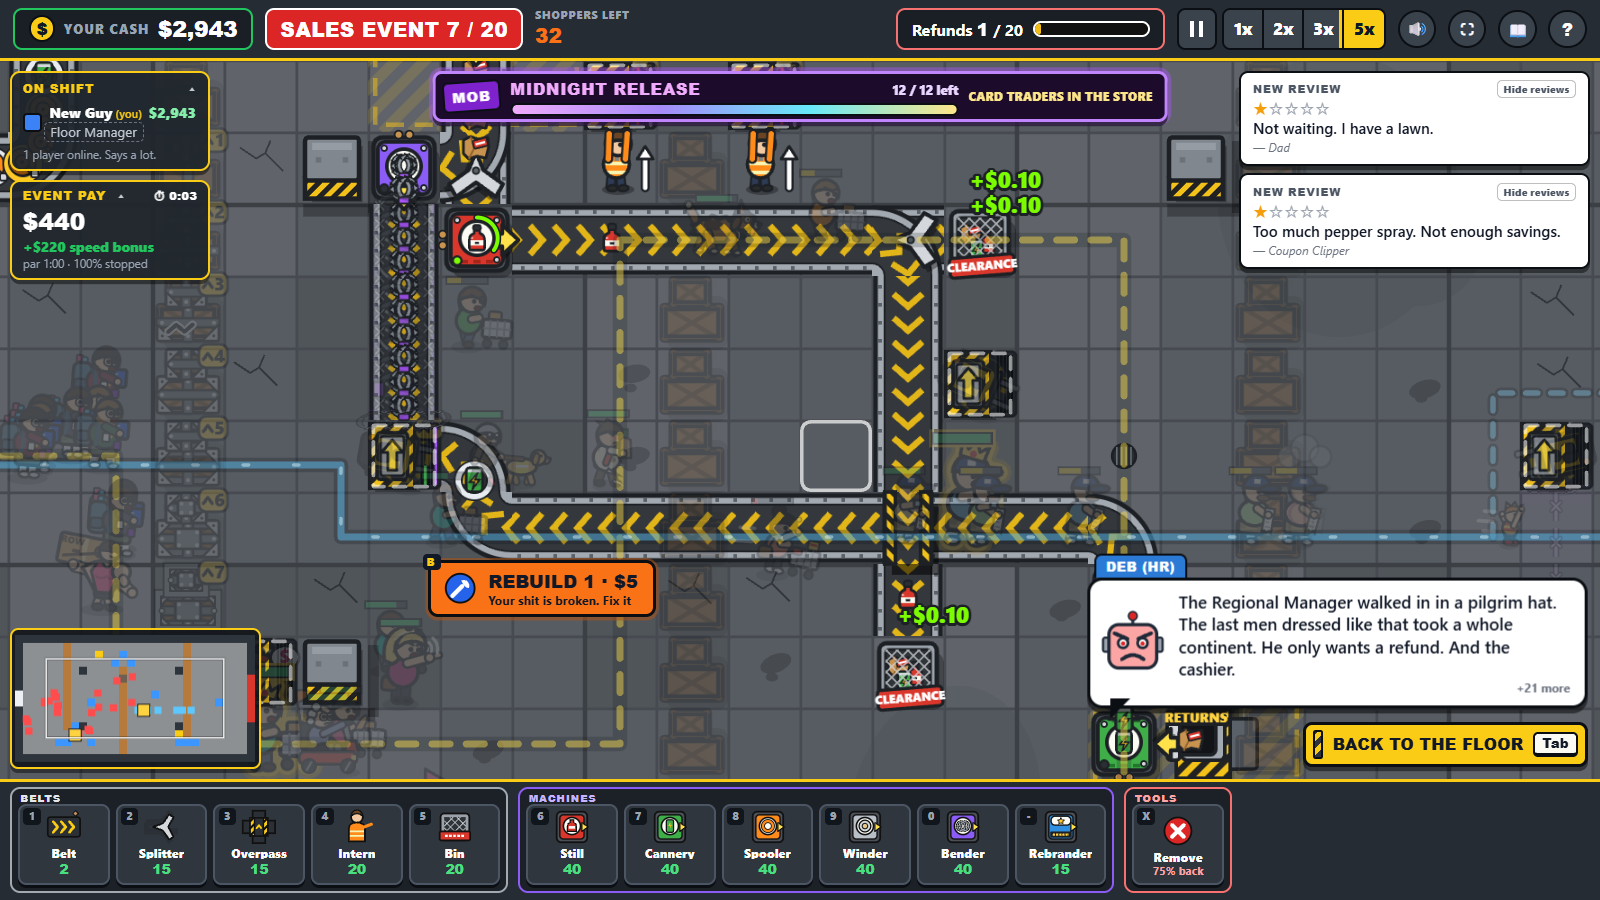 YOUR CASH $2,943
SALES EVENT 7 / 20
SHOPPERS LEFT
32
Refunds 1 / 20
1x 2x 3x 5x
?
ON SHIFT
New Guy (you) $2,943
Floor Manager
1 player online. Says a lot.
EVENT PAY 0:03
$440
+$220 speed bonus
par 1:00 · 100% stopped
MOB
MIDNIGHT RELEASE
12 / 12 left
CARD TRADERS IN THE STORE
NEW REVIEW
Hide reviews
Not waiting. I have a lawn.
— Dad
NEW REVIEW
Hide reviews
Too much pepper spray. Not enough savings.
— Coupon Clipper
+$0.10
+$0.10
CLEARANCE
^3
^4
^5
^6
^7
B
REBUILD 1 · $5
Your shit is broken. Fix it
+$0.10
CLEARANCE
DEB (HR)
The Regional Manager walked in in a pilgrim hat.
The last men dressed like that took a whole
continent. He only wants a refund. And the
cashier.
+21 more
RETURNS
BACK TO THE FLOOR Tab
BELTS
1 Belt 2
2 Splitter 15
3 Overpass 15
4 Intern 20
5 Bin 20
MACHINES
6 Still 40
7 Cannery 40
8 Spooler 40
9 Winder 40
0 Bender 40
- Rebrander 15
TOOLS
X Remove
75% back